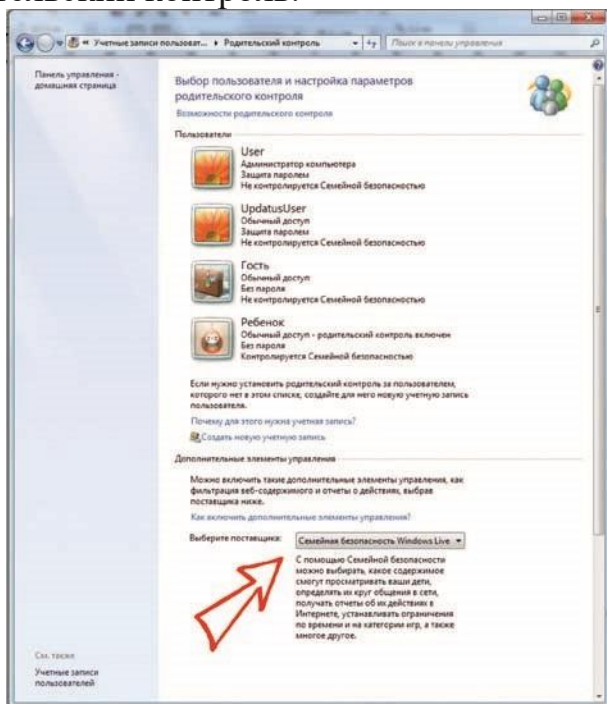 контроль.
Учетные записи пользоват... Родительский контроль
Поиск в панели управления
Панель управления -
домашняя страница
Выбор пользователя и настройка параметров
родительского контроля
Возможности родительского контроля
Пользователи
User
Администратор компьютера
Защита паролем
Не контролируется Семейной безопасностью
UpdatusUser
Обычный доступ
Защита паролем
Не контролируется Семейной безопасностью
Гость
Обычный доступ
Без пароля
Не контролируется Семейной безопасностью
Ребенок
Обычный доступ - родительский контроль включен
Без пароля
Контролируется Семейной безопасностью
Если нужно установить родительский контроль за пользователем,
которого нет в этом списке, создайте для него новую учетную запись
пользователя.
Почему для этого нужна учетная запись?
Создать новую учетную запись
Дополнительные элементы управления
Можно включить такие дополнительные элементы управления, как
фильтрация веб-содержимого и отчеты о действиях, выбрав
поставщика ниже.
Как включить дополнительные элементы управления?
Выберите поставщика: Семейная безопасность Windows Live
С помощью Семейной безопасности
можно выбирать, какое содержимое
смогут просматривать ваши дети,
определять их круг общения в сети,
получать отчеты об их действиях в
Интернете, устанавливать ограничения
по времени и на категории игр, а также
многое другое.
См. также
Учетные записи
пользователей